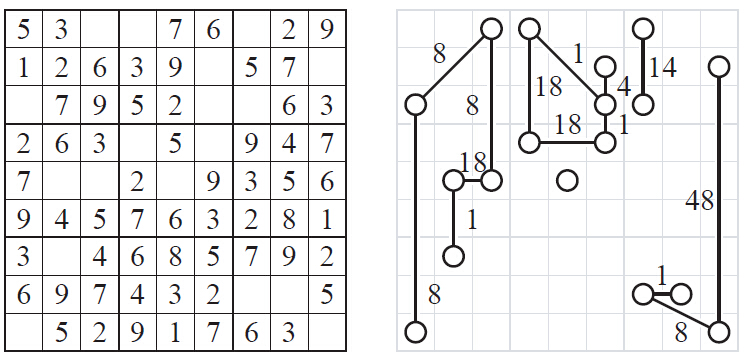 5 3 7 6 2 9
1 2 6 3 9 5 7
7 9 5 2 6 3
2 6 3 5 9 4 7
7 2 9 3 5 6
9 4 5 7 6 3 2 8 1
3 4 6 8 5 7 9 2
6 9 7 4 3 2 5
5 2 9 1 7 6 3
8 1
14
18 4
8
18 1
18
48
1
1
8
8